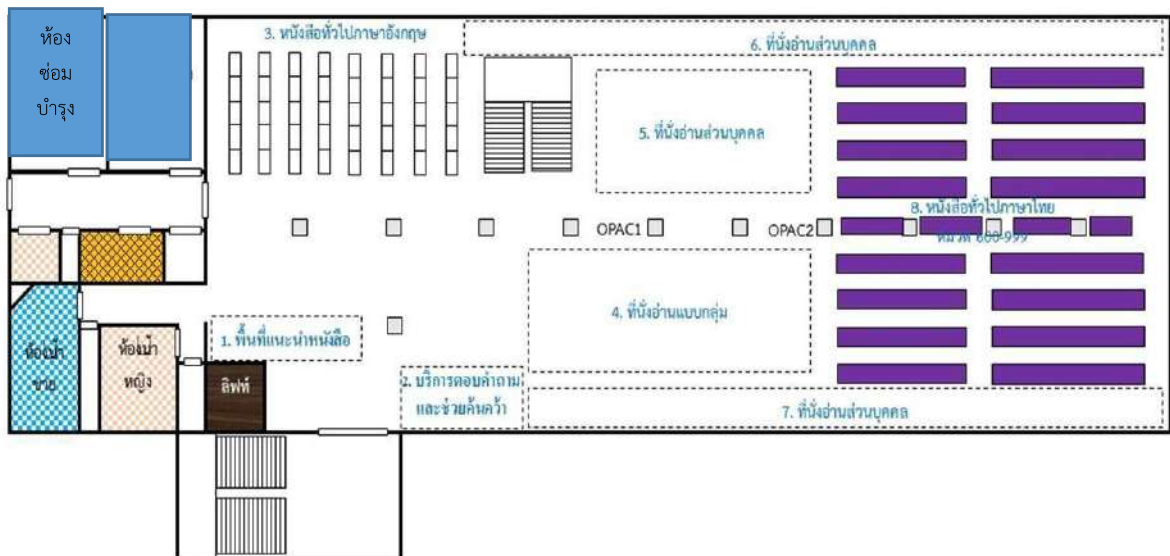 ห้อง
ซ่อม
บำรุง
3. หนังสือทั่วไปภาษาอังกฤษ
6. ที่นั่งอ่านส่วนบุคคล
5. ที่นั่งอ่านส่วนบุคคล
8. หนังสือทั่วไปภาษาไทย
หมวด 600-999
OPAC1
OPAC2
4. ที่นั่งอ่านแบบกลุ่ม
1. พื้นที่แนะนำหนังสือ
ห้องน้ำ
ชาย
ห้องน้ำ
หญิง
ลิฟท์
2. บริการตอบคำถาม
และช่วยค้นคว้า
7. ที่นั่งอ่านส่วนบุคคล